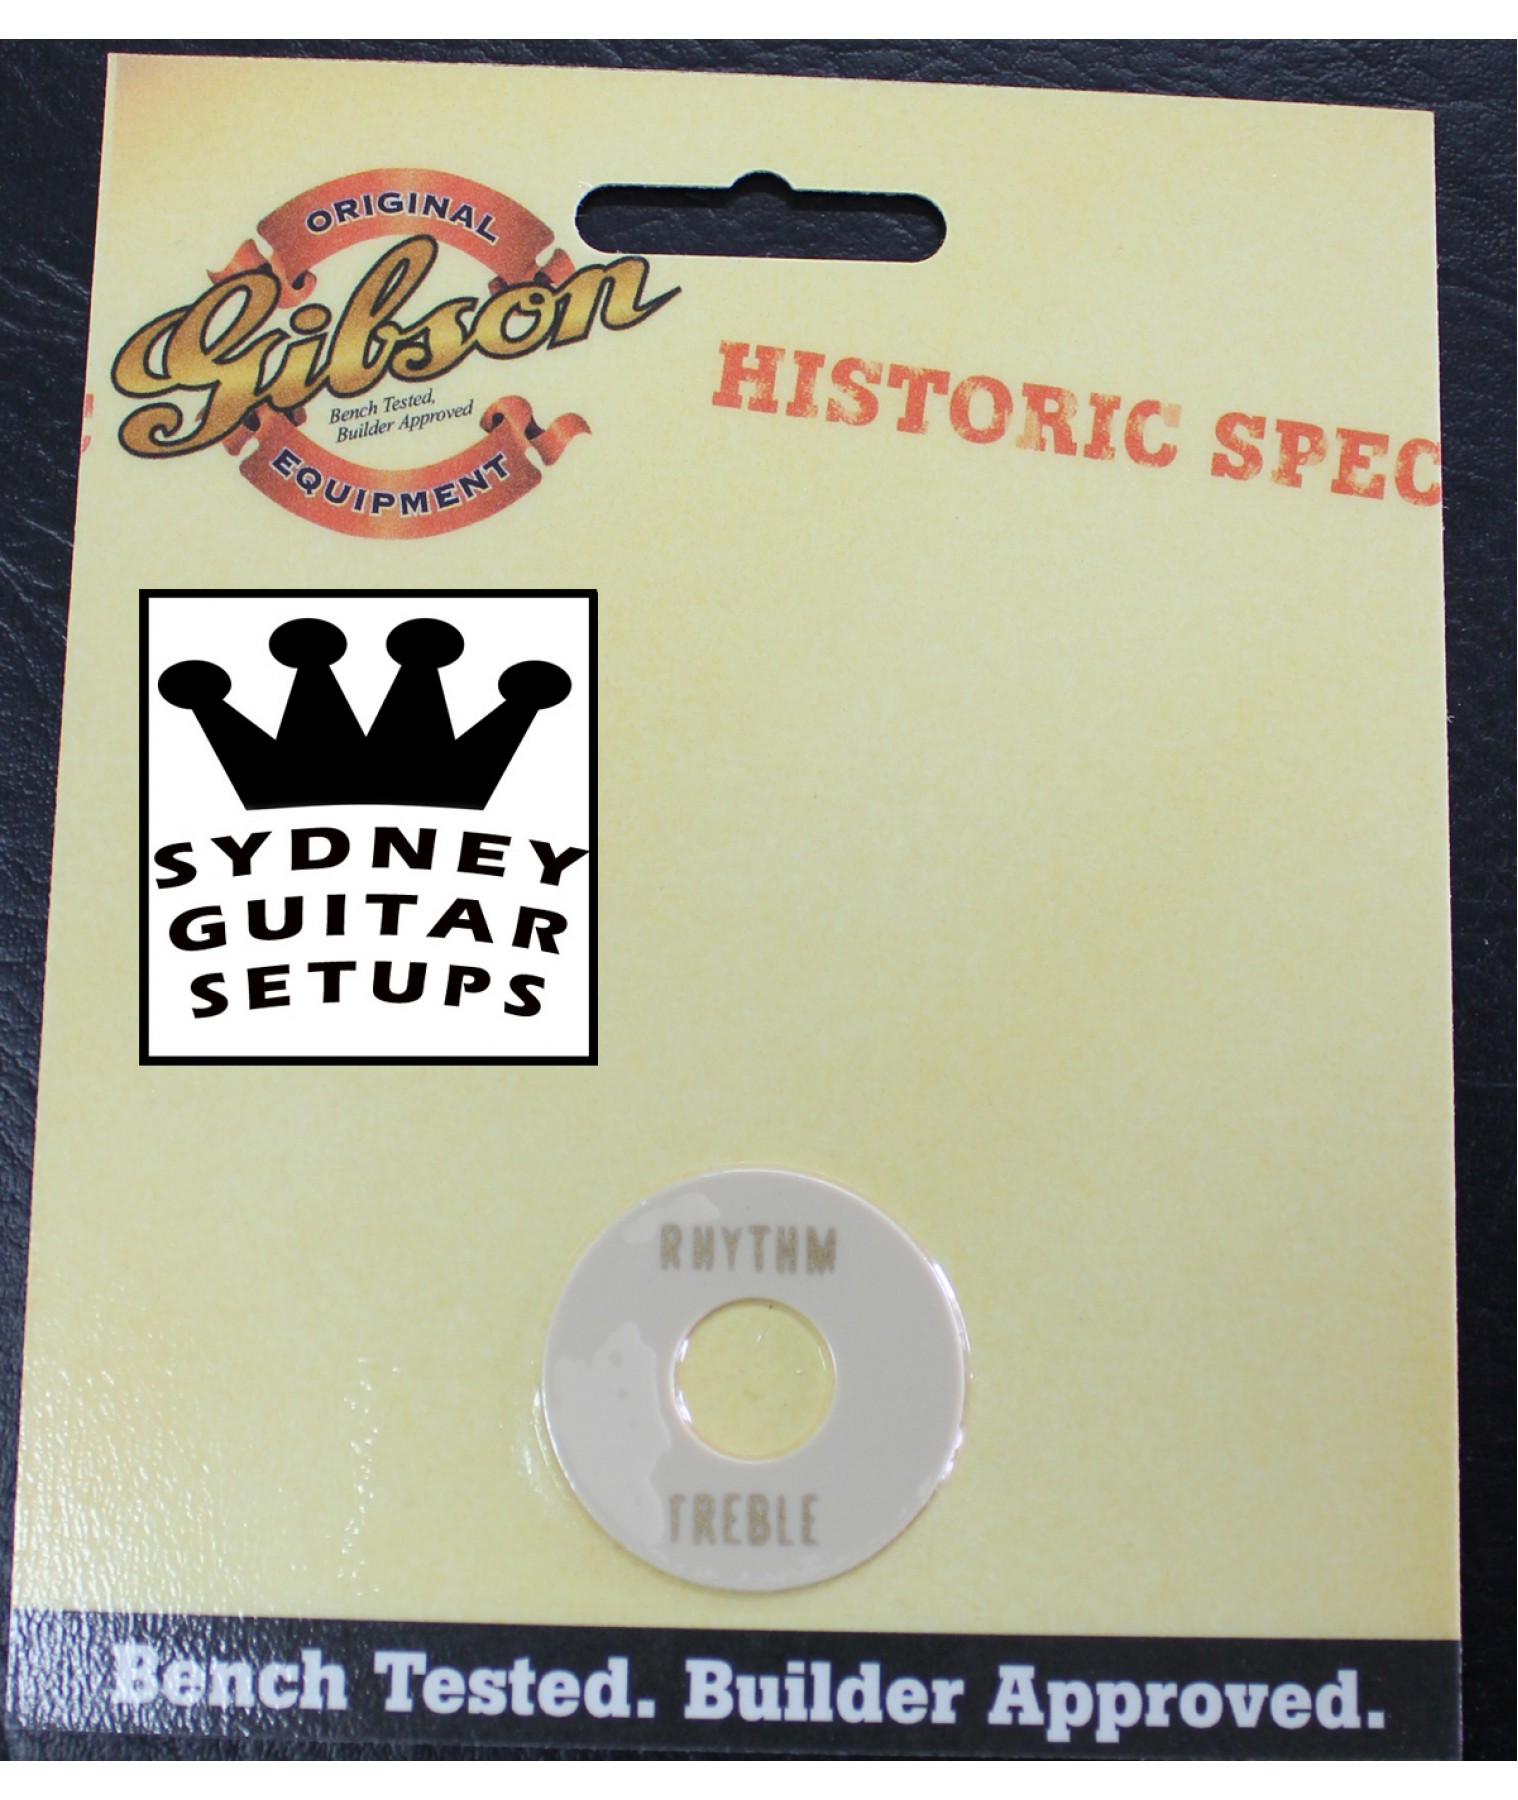 ORIGINAL
Gibson
Bench Tested,
Builder Approved
EQUIPMENT
HISTORIC SPEC
SYDNEY
GUITAR
SETUPS
RHYTHM
TREBLE
Bench Tested. Builder Approved.